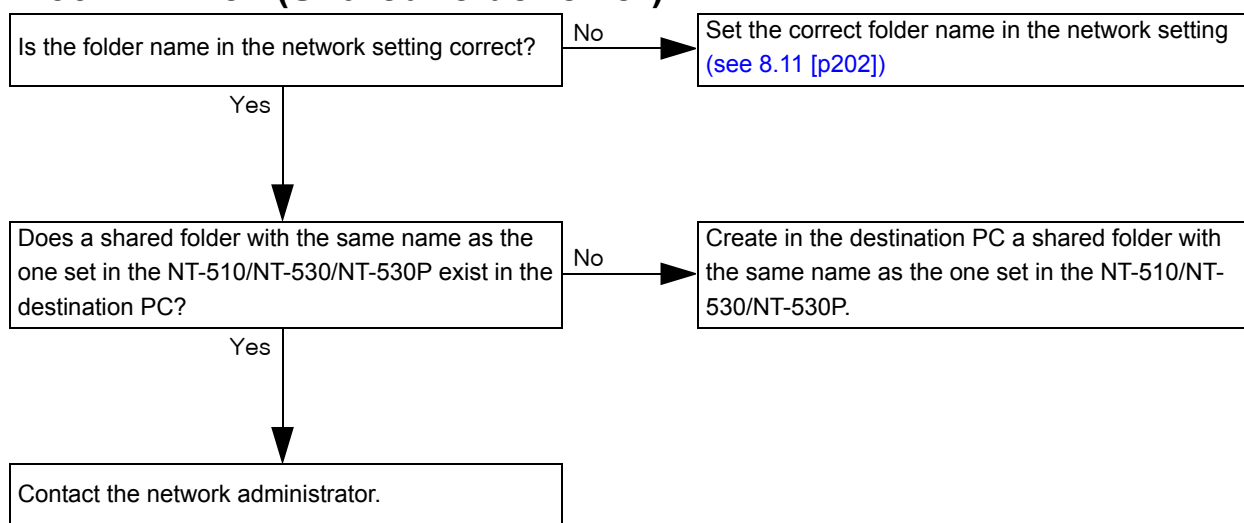 Is the folder name in the network setting correct?
No
Set the correct folder name in the network setting
(see 8.11 [p202])
Yes
Does a shared folder with the same name as the
one set in the NT-510/NT-530/NT-530P exist in the
destination PC?
No
Create in the destination PC a shared folder with
the same name as the one set in the NT-510/NT-
530/NT-530P.
Yes
Contact the network administrator.